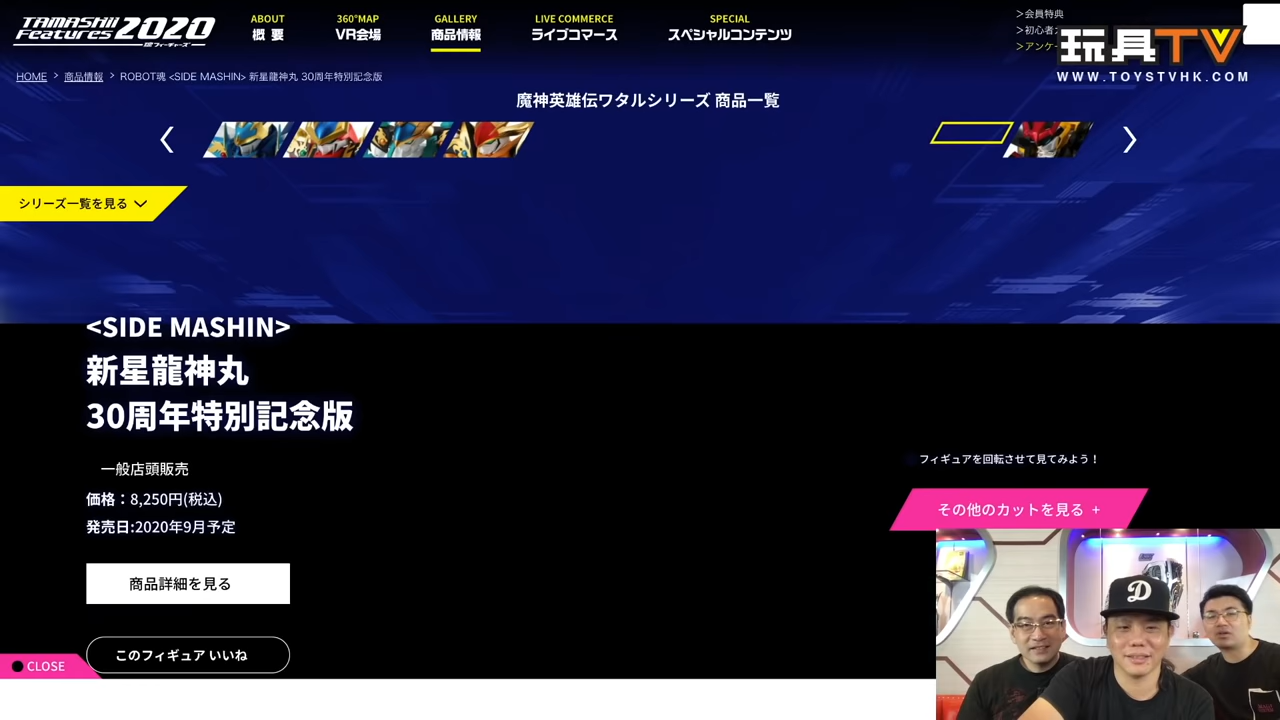 TAMASHII Features 2020
魂フィーチャーズ
ABOUT
概 要
360°MAP
VR会場
GALLERY
商品情報
LIVE COMMERCE
ライブコマース
SPECIAL
スペシャルコンテンツ
＞会員特典
＞初心者
＞アンケー
玩具TV
WWW.TOYSTVHK.COM
HOME > 商品情報 > ROBOT魂 <SIDE MASHIN> 新星龍神丸 30周年特別記念版
魔神英雄伝ワタルシリーズ 商品一覧
シリーズ一覧を見る
<SIDE MASHIN>
新星龍神丸
30周年特別記念版
一般店頭販売
価格：8,250円(税込)
発売日:2020年9月予定
フィギュアを回転させて見てみよう！
その他のカットを見る +
商品詳細を見る
このフィギュア いいね
CLOSE
D